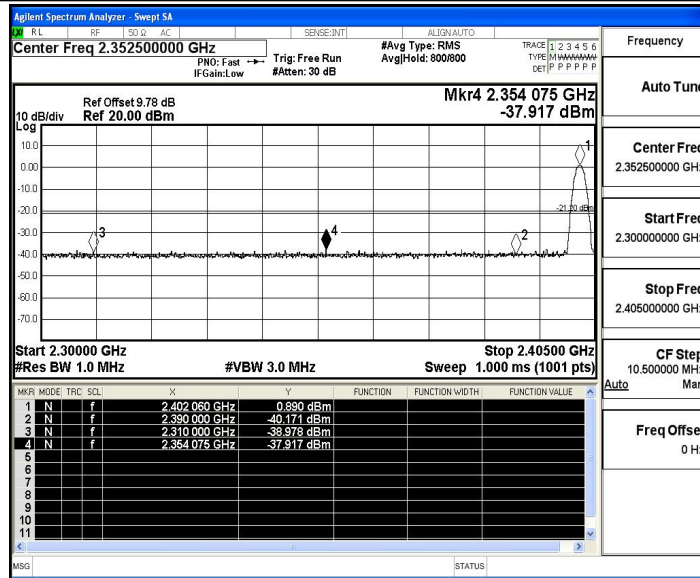 Agilent Spectrum Analyzer - Swept SA
RL RF 50 Ω AC SENSE:INT ALIGNAUTO
Center Freq 2.352500000 GHz
PNO: Fast
IFGain:Low
Trig: Free Run
#Atten: 30 dB
#Avg Type: RMS
Avg|Hold: 800/800
TRACE 1 2 3 4 5 6
TYPE M
DET P P P P P P
Ref Offset 9.78 dB
10 dB/div Ref 20.00 dBm
Log
Mkr4 2.354 075 GHz
-37.917 dBm
10.0
0.00
-10.0
-20.0
-30.0
-40.0
-50.0
-60.0
-70.0
1
-21.20 dBm
3
4
2
Start 2.30000 GHz Stop 2.40500 GHz
#Res BW 1.0 MHz #VBW 3.0 MHz Sweep 1.000 ms (1001 pts)
MKR MODE TRC SCL X Y FUNCTION FUNCTION WIDTH FUNCTION VALUE
1 N f 2.402 060 GHz 0.890 dBm
2 N f 2.390 000 GHz -40.171 dBm
3 N f 2.310 000 GHz -38.978 dBm
4 N f 2.354 075 GHz -37.917 dBm
5
6
7
8
9
10
11
MSG STATUS
Frequency
Auto Tune
Center Freq
2.352500000 GHz
Start Freq
2.300000000 GHz
Stop Freq
2.405000000 GHz
CF Step
10.500000 MHz
Auto Man
Freq Offset
0 Hz